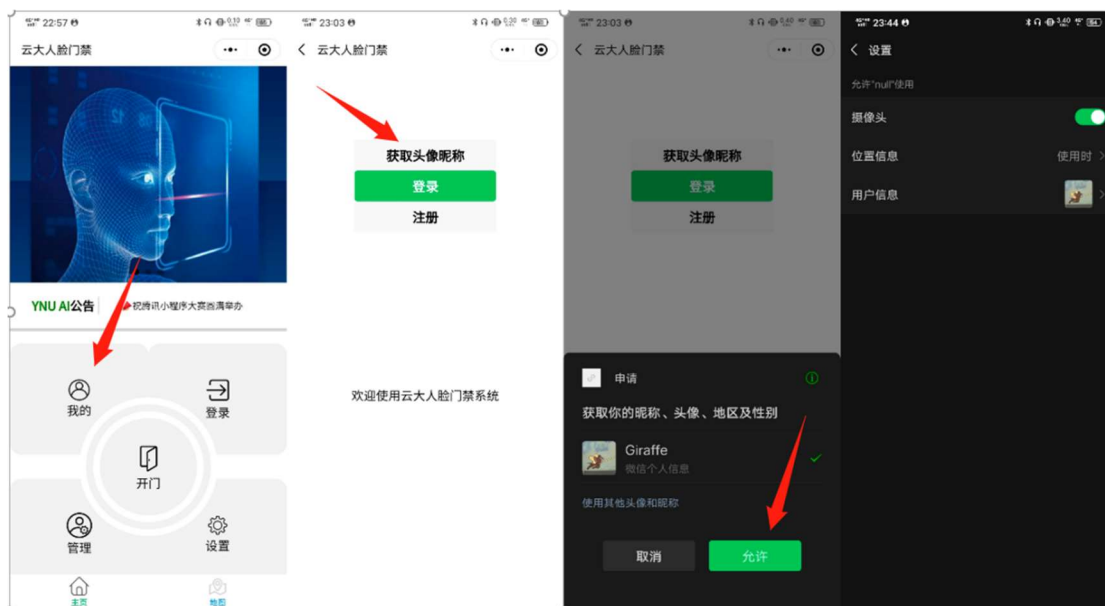 22:57
云大人脸门禁
YNU AI公告
祝腾讯小程序大赛圆满举办
我的
登录
开门
管理
设置
主页
地图
23:03
云大人脸门禁
获取头像昵称
登录
注册
欢迎使用云大人脸门禁系统
23:03
云大人脸门禁
获取头像昵称
登录
注册
申请
获取你的昵称、头像、地区及性别
Giraffe
微信个人信息
使用其他头像和昵称
取消
允许
23:44
设置
允许"null"使用
摄像头
位置信息
使用时
用户信息